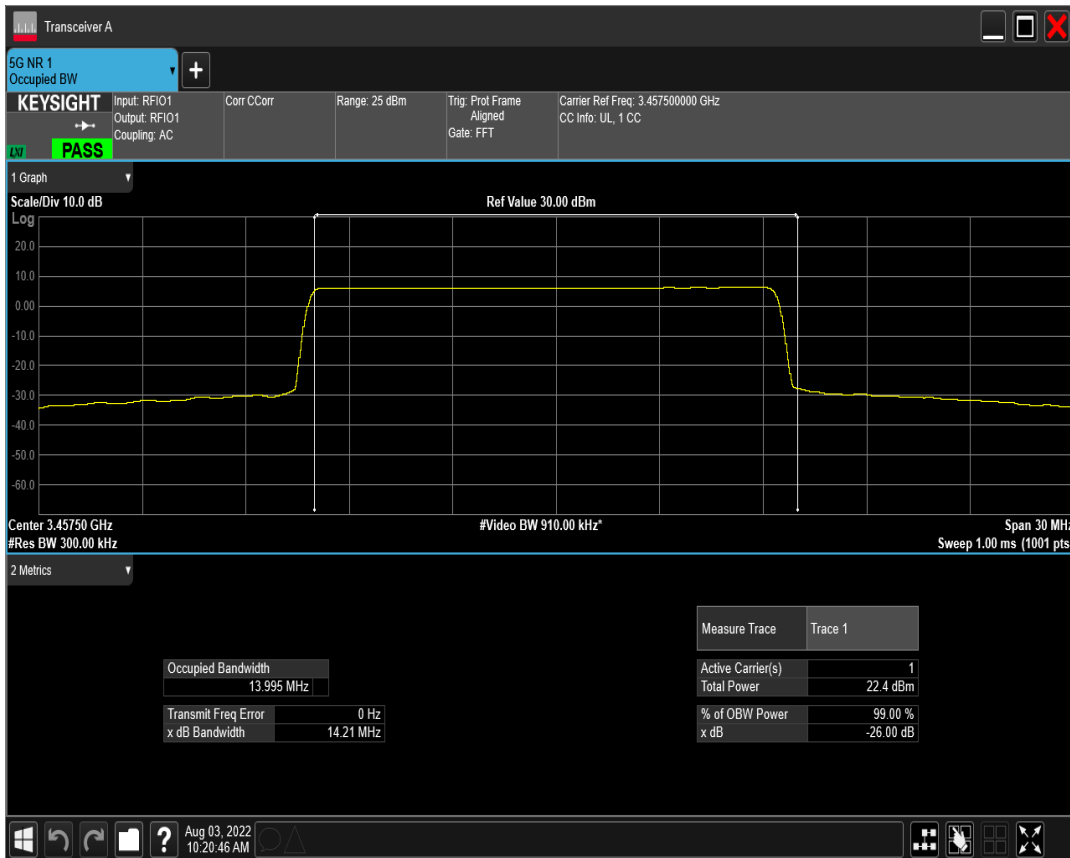 Transceiver A
5G NR 1
Occupied BW
KEYSIGHT
LXI
PASS
Input: RFIO1
Output: RFIO1
Coupling: AC
Corr CCorr
Range: 25 dBm
Trig: Prot Frame
Aligned
Gate: FFT
Carrier Ref Freq: 3.457500000 GHz
CC Info: UL, 1 CC
1 Graph
Scale/Div 10.0 dB
Ref Value 30.00 dBm
Log
20.0
10.0
0.00
-10.0
-20.0
-30.0
-40.0
-50.0
-60.0
Center 3.45750 GHz
#Video BW 910.00 kHz*
Span 30 MHz
#Res BW 300.00 kHz
Sweep 1.00 ms (1001 pts
2 Metrics
Measure Trace Trace 1
Occupied Bandwidth
13.995 MHz
Active Carrier(s) 1
Total Power 22.4 dBm
Transmit Freq Error 0 Hz
x dB Bandwidth 14.21 MHz
% of OBW Power 99.00 %
x dB -26.00 dB
?
Aug 03, 2022
10:20:46 AM